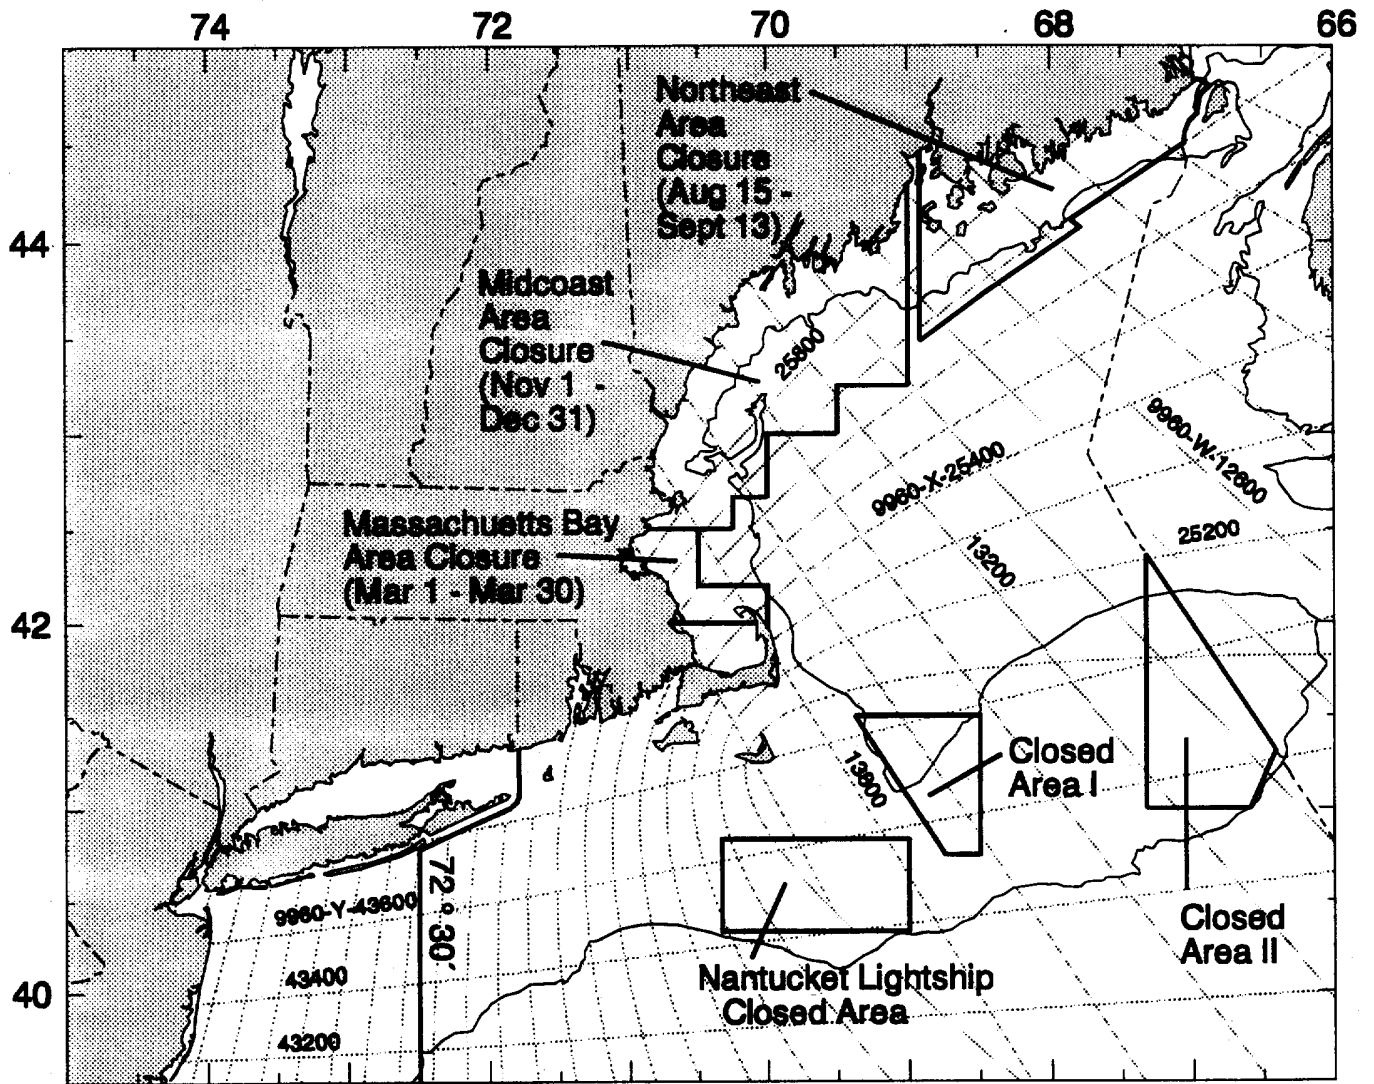 74 72 70 68 66
Northeast
Area
Closure
(Aug 15 -
Sept 13)
44
Midcoast
Area
Closure
(Nov 1 -
Dec 31)
25800
9960-W-12600
9960-X-25400
Massachuetts Bay
Area Closure
(Mar 1 - Mar 30)
25200
13200
42
Closed
Area I
13800
72° 30'
9960-Y-43600
Closed
Area II
43400
Nantucket Lightship
Closed Area
40
43200